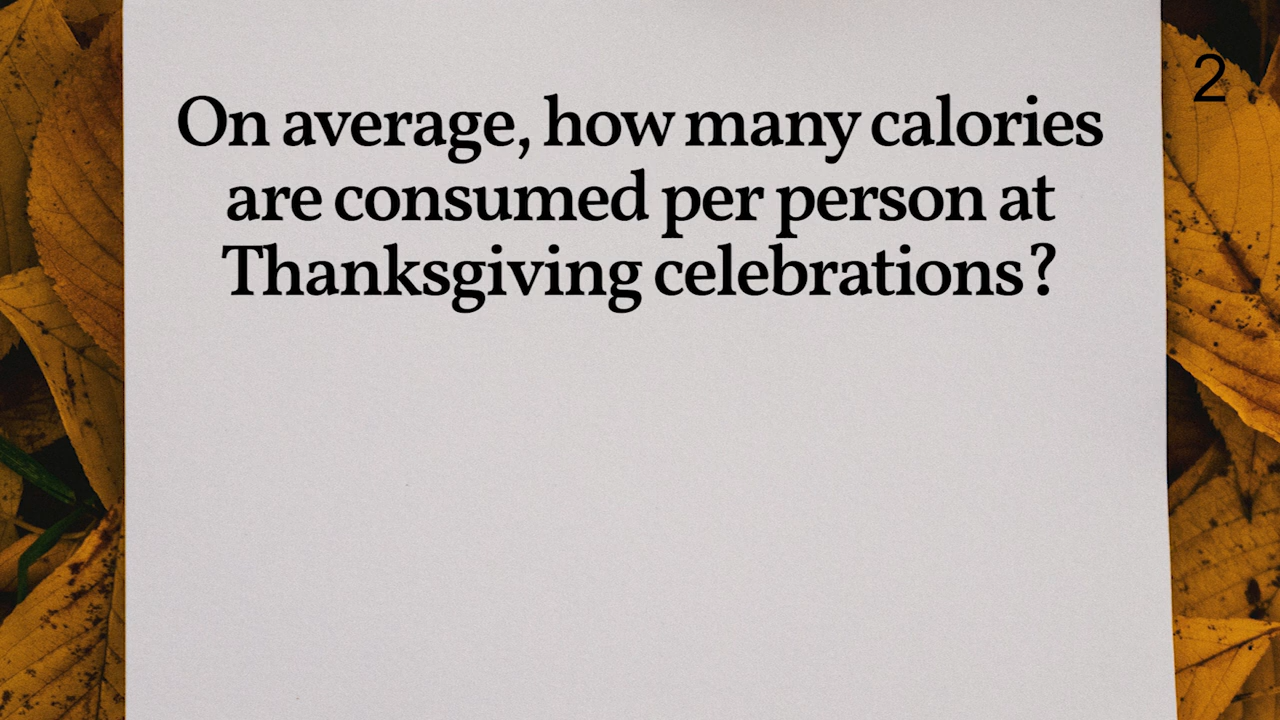 On average, how many calories
are consumed per person at
Thanksgiving celebrations?
2